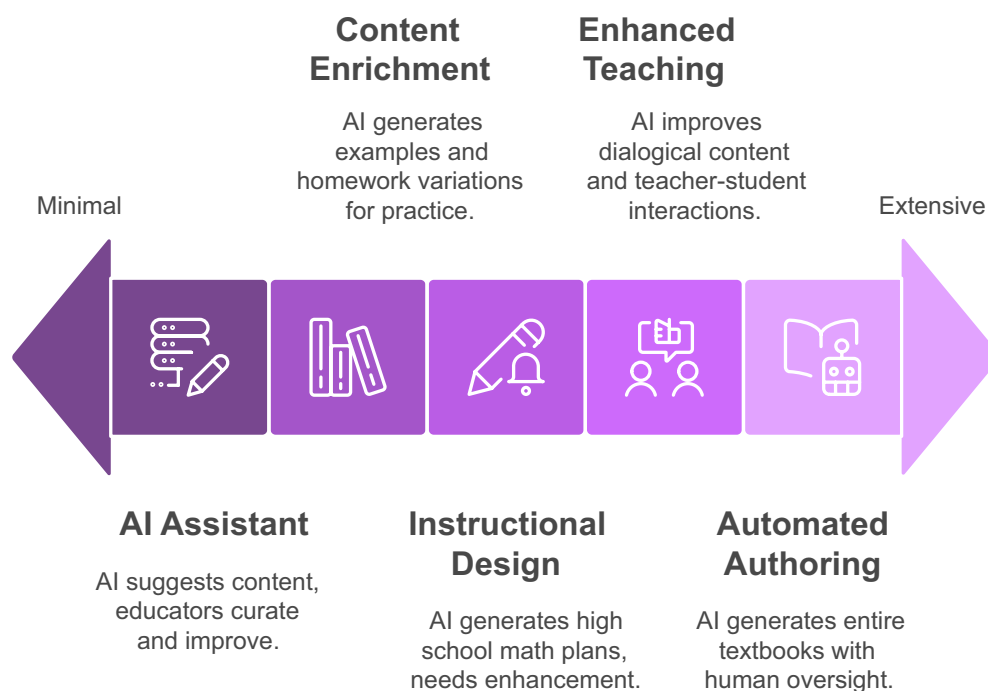 Content
Enrichment
AI generates
examples and
homework variations
for practice.
Enhanced
Teaching
AI improves
dialogical content
and teacher-student
interactions.
Minimal
Extensive
AI Assistant
AI suggests content,
educators curate
and improve.
Instructional
Design
AI generates high
school math plans,
needs enhancement.
Automated
Authoring
AI generates entire
textbooks with
human oversight.